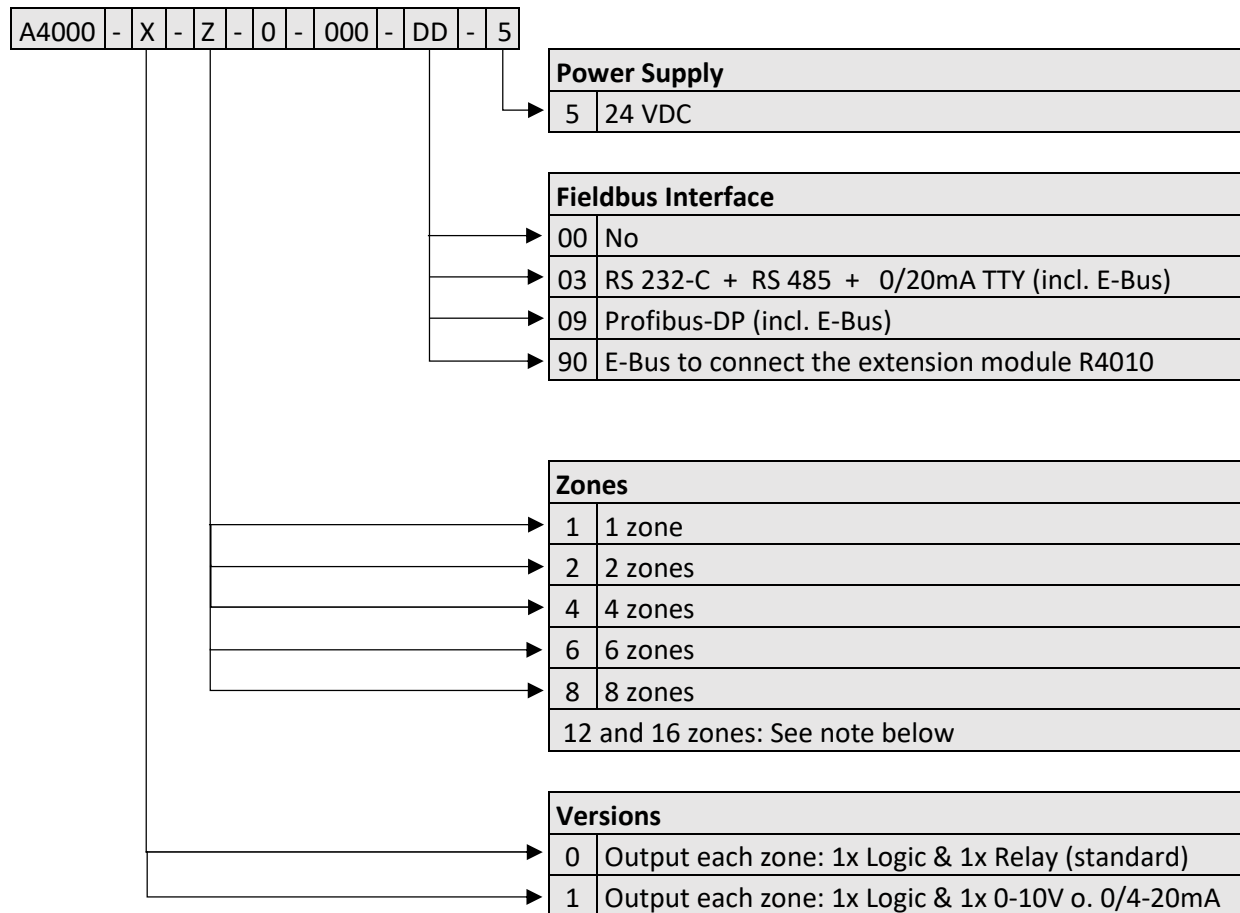 A4000 - X - Z - 0 - 000 - DD - 5
Power Supply
5 24 VDC
Fieldbus Interface
00 No
03 RS 232-C + RS 485 + 0/20mA TTY (incl. E-Bus)
09 Profibus-DP (incl. E-Bus)
90 E-Bus to connect the extension module R4010
Zones
1 1 zone
2 2 zones
4 4 zones
6 6 zones
8 8 zones
12 and 16 zones: See note below
Versions
0 Output each zone: 1x Logic & 1x Relay (standard)
1 Output each zone: 1x Logic & 1x 0-10V o. 0/4-20mA